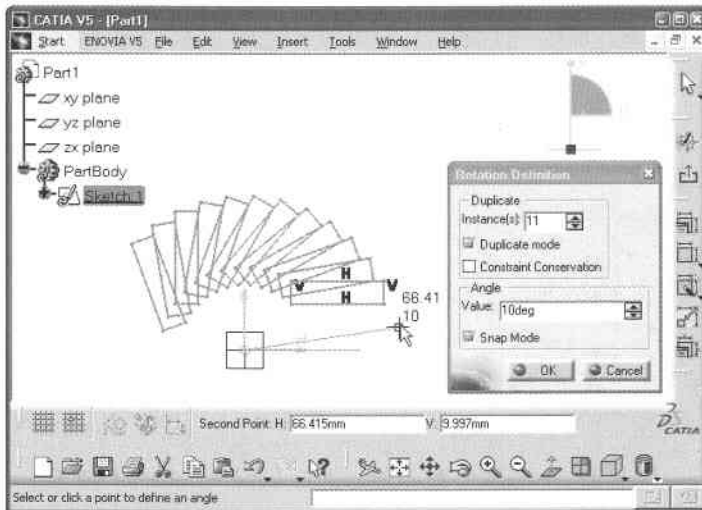 CATIA V5 - [Part1]
Start ENOVIA V5 File Edit View Insert Tools Window Help
Part1
xy plane
yz plane
zx plane
PartBody
Sketch.1
H
V V
H
66.41
10
Rotation Definition
Duplicate
Instance(s): 11
Duplicate mode
Constraint Conservation
Angle
Value: 10deg
Snap Mode
OK Cancel
Second Point: H: 66.415mm V: 9.997mm
CATIA
Select or click a point to define an angle